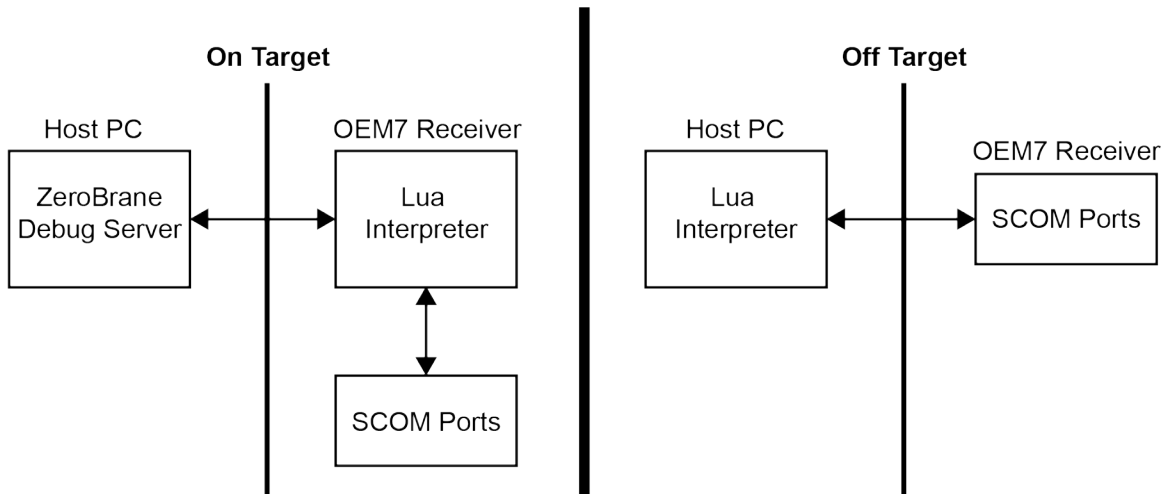 On Target
Host PC
ZeroBrane
Debug Server
OEM7 Receiver
Lua
Interpreter
SCOM Ports
Off Target
Host PC
Lua
Interpreter
OEM7 Receiver
SCOM Ports